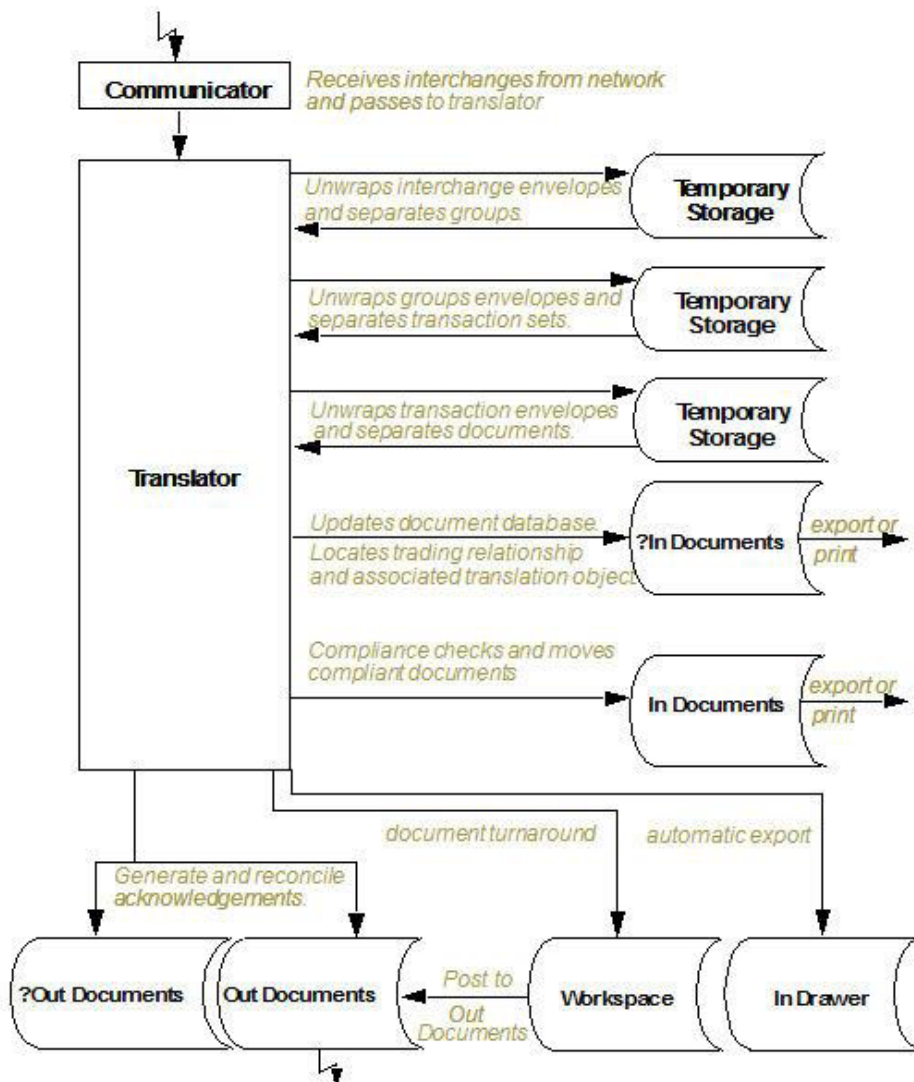 Communicator
Receives interchanges from network
and passes to translator
Unwraps interchange envelopes
and separates groups.
Temporary
Storage
Unwraps groups envelopes and
separates transaction sets.
Temporary
Storage
Unwraps transaction envelopes
and separates documents.
Temporary
Storage
Translator
Updates document database.
Locates trading relationship
and associated translation object.
?In Documents
export or
print
Compliance checks and moves
compliant documents
In Documents
export or
print
document turnaround
automatic export
Generate and reconcile
acknowledgements.
?Out Documents
Out Documents
Post to
Out
Documents
Workspace
In Drawer